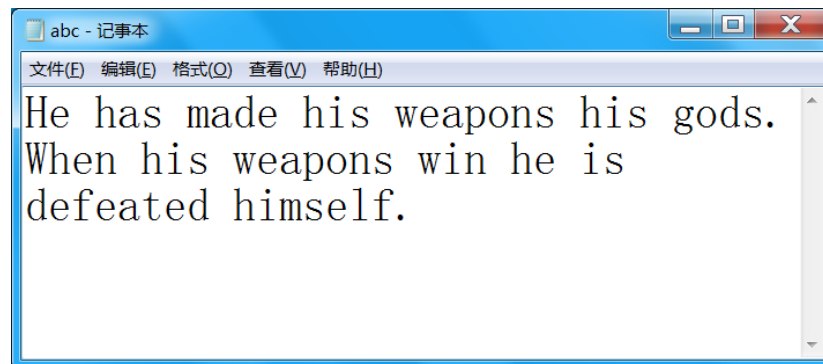 abc - 记事本
文件(F) 编辑(E) 格式(O) 查看(V) 帮助(H)
He has made his weapons his gods.
When his weapons win he is
defeated himself.